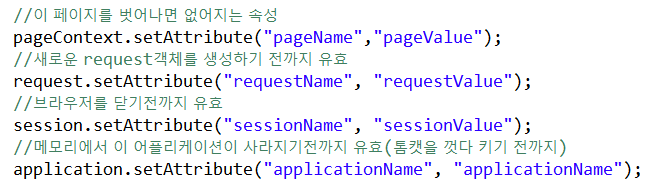 //이 페이지를 벗어나면 없어지는 속성
pageContext.setAttribute("pageName","pageValue");
//새로운 request객체를 생성하기 전까지 유효
request.setAttribute("requestName", "requestValue");
//브라우저를 닫기전까지 유효
session.setAttribute("sessionName", "sessionValue");
//메모리에서 이 어플리케이션이 사라지기전까지 유효(톰캣을 껏다 키기 전까지)
application.setAttribute("applicationName", "applicationName");